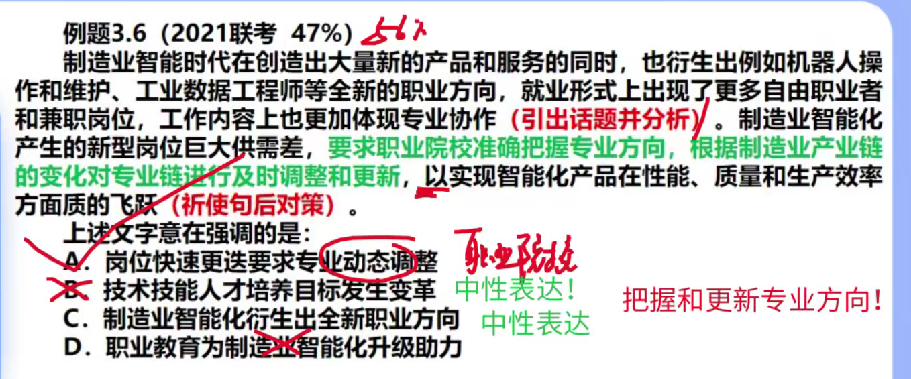 例题3.6（2021联考 47%）56%
制造业智能时代在创造出大量新的产品和服务的同时，也衍生出例如机器人操
作和维护、工业数据工程师等全新的职业方向，就业形式上出现了更多自由职业者
和兼职岗位，工作内容上也更加体现专业协作（引出话题并分析）。制造业智能化
产生的新型岗位巨大供需差，要求职业院校准确把握专业方向，根据制造业产业链
的变化对专业链进行及时调整和更新，以实现智能化产品在性能、质量和生产效率
方面质的飞跃（祈使句后对策）。
上述文字意在强调的是：
A．岗位快速更迭要求专业动态调整 职业院校
B．技术技能人才培养目标发生变革 中性表达！
把握和更新专业方向！
C．制造业智能化衍生出全新职业方向 中性表达
D．职业教育为制造业智能化升级助力